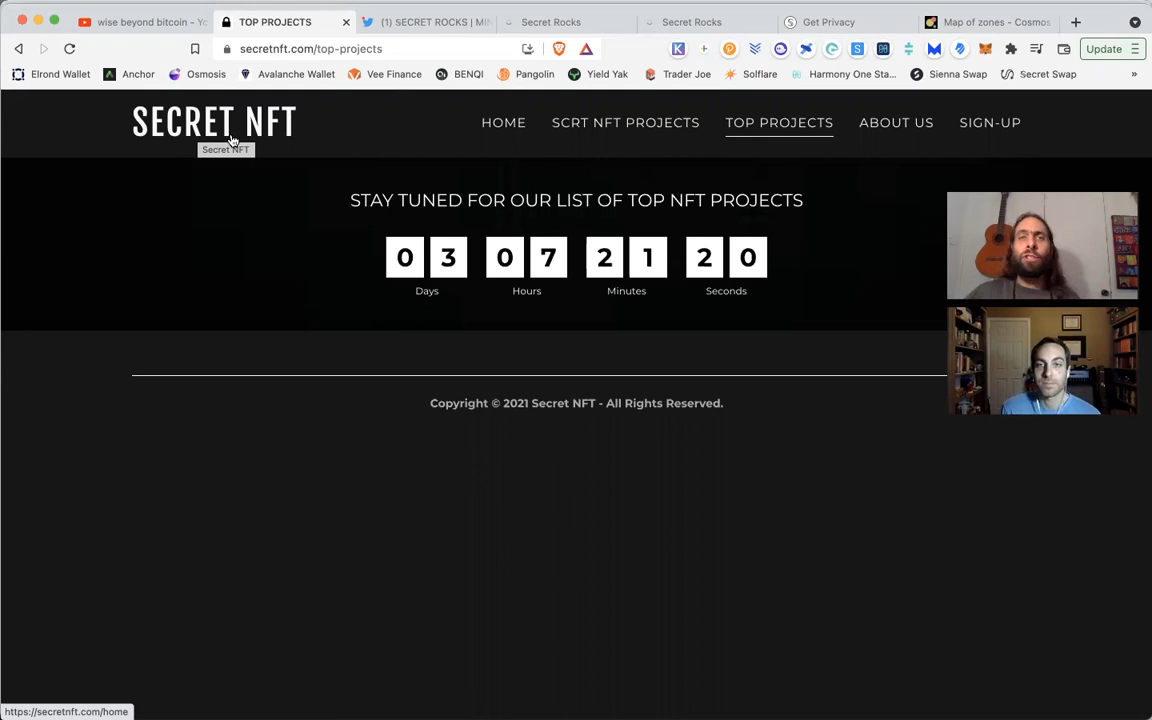 wise beyond bitcoin - Yo
TOP PROJECTS
(1) SECRET ROCKS | MIN
Secret Rocks
Secret Rocks
Get Privacy
Map of zones - Cosmos
secretnft.com/top-projects
Update
Elrond Wallet
Anchor
Osmosis
Avalanche Wallet
Vee Finance
BENQI
Pangolin
Yield Yak
Trader Joe
Solflare
Harmony One Sta...
Sienna Swap
Secret Swap
»
SECRET NFT
HOME
SCRT NFT PROJECTS
TOP PROJECTS
ABOUT US
SIGN-UP
Secret NFT
STAY TUNED FOR OUR LIST OF TOP NFT PROJECTS
0 3 0 7 2 1 2 0
Days Hours Minutes Seconds
Copyright © 2021 Secret NFT - All Rights Reserved.
https://secretnft.com/home